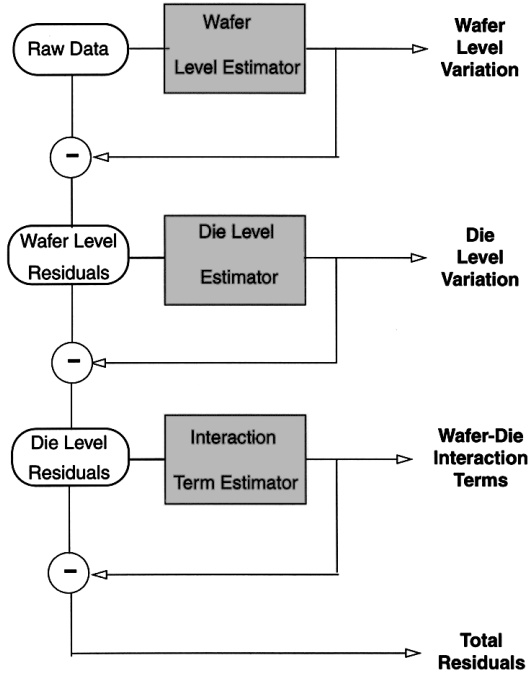 Raw Data
Wafer
Level Estimator
Wafer
Level
Variation
-
Wafer Level
Residuals
Die Level
Estimator
Die
Level
Variation
-
Die Level
Residuals
Interaction
Term Estimator
Wafer-Die
Interaction
Terms
-
Total
Residuals